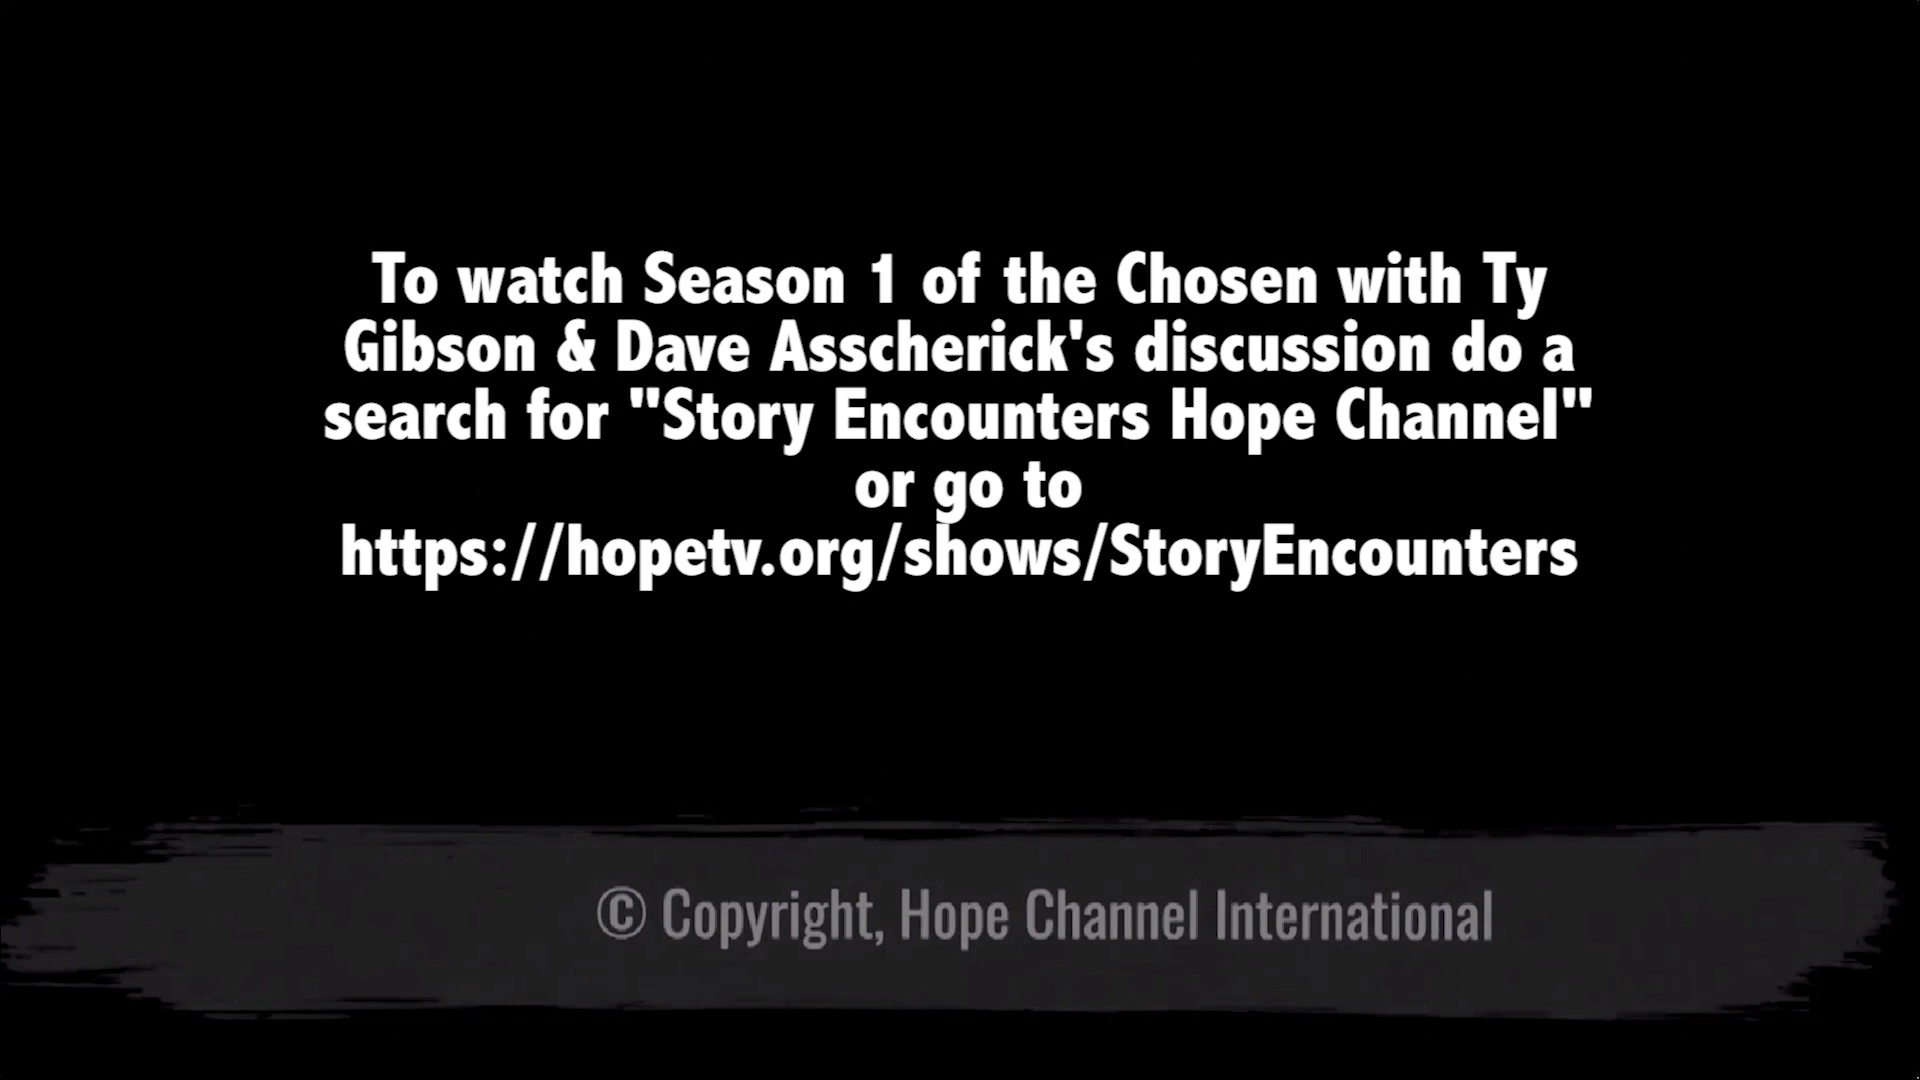 To watch Season 1 of the Chosen with Ty
Gibson & Dave Asscherick's discussion do a
search for "Story Encounters Hope Channel"
or go to
https://hopetv.org/shows/StoryEncounters
© Copyright, Hope Channel International